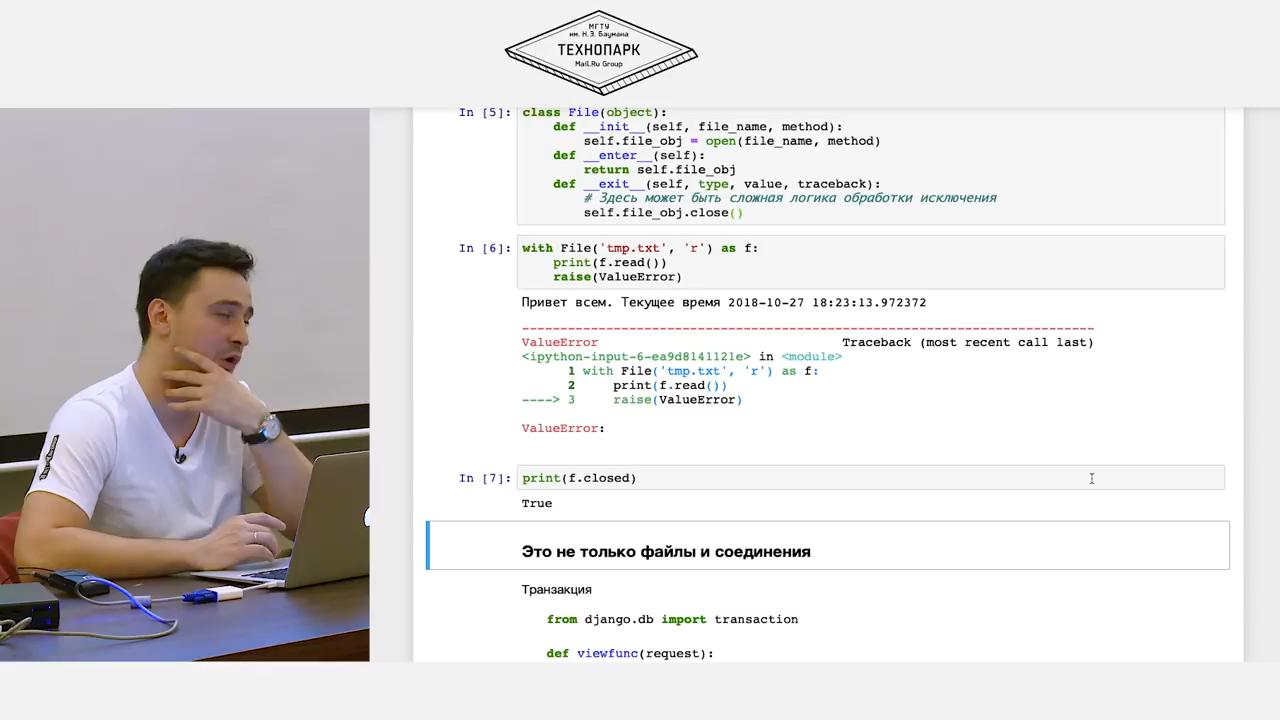 МГТУ
им. Н.Э. Баумана
ТЕХНОПАРК
Mail.Ru Group
In [5]: class File(object):
def __init__(self, file_name, method):
self.file_obj = open(file_name, method)
def __enter__(self):
return self.file_obj
def __exit__(self, type, value, traceback):
# Здесь может быть сложная логика обработки исключения
self.file_obj.close()
In [6]: with File('tmp.txt', 'r') as f:
print(f.read())
raise(ValueError)
Привет всем. Текущее время 2018-10-27 18:23:13.972372
---------------------------------------------------------------------------
ValueError Traceback (most recent call last)
<ipython-input-6-ea9d8141121e> in <module>
1 with File('tmp.txt', 'r') as f:
2 print(f.read())
----> 3 raise(ValueError)
ValueError:
In [7]: print(f.closed)
True
Это не только файлы и соединения
Транзакция
from django.db import transaction
def viewfunc(request):